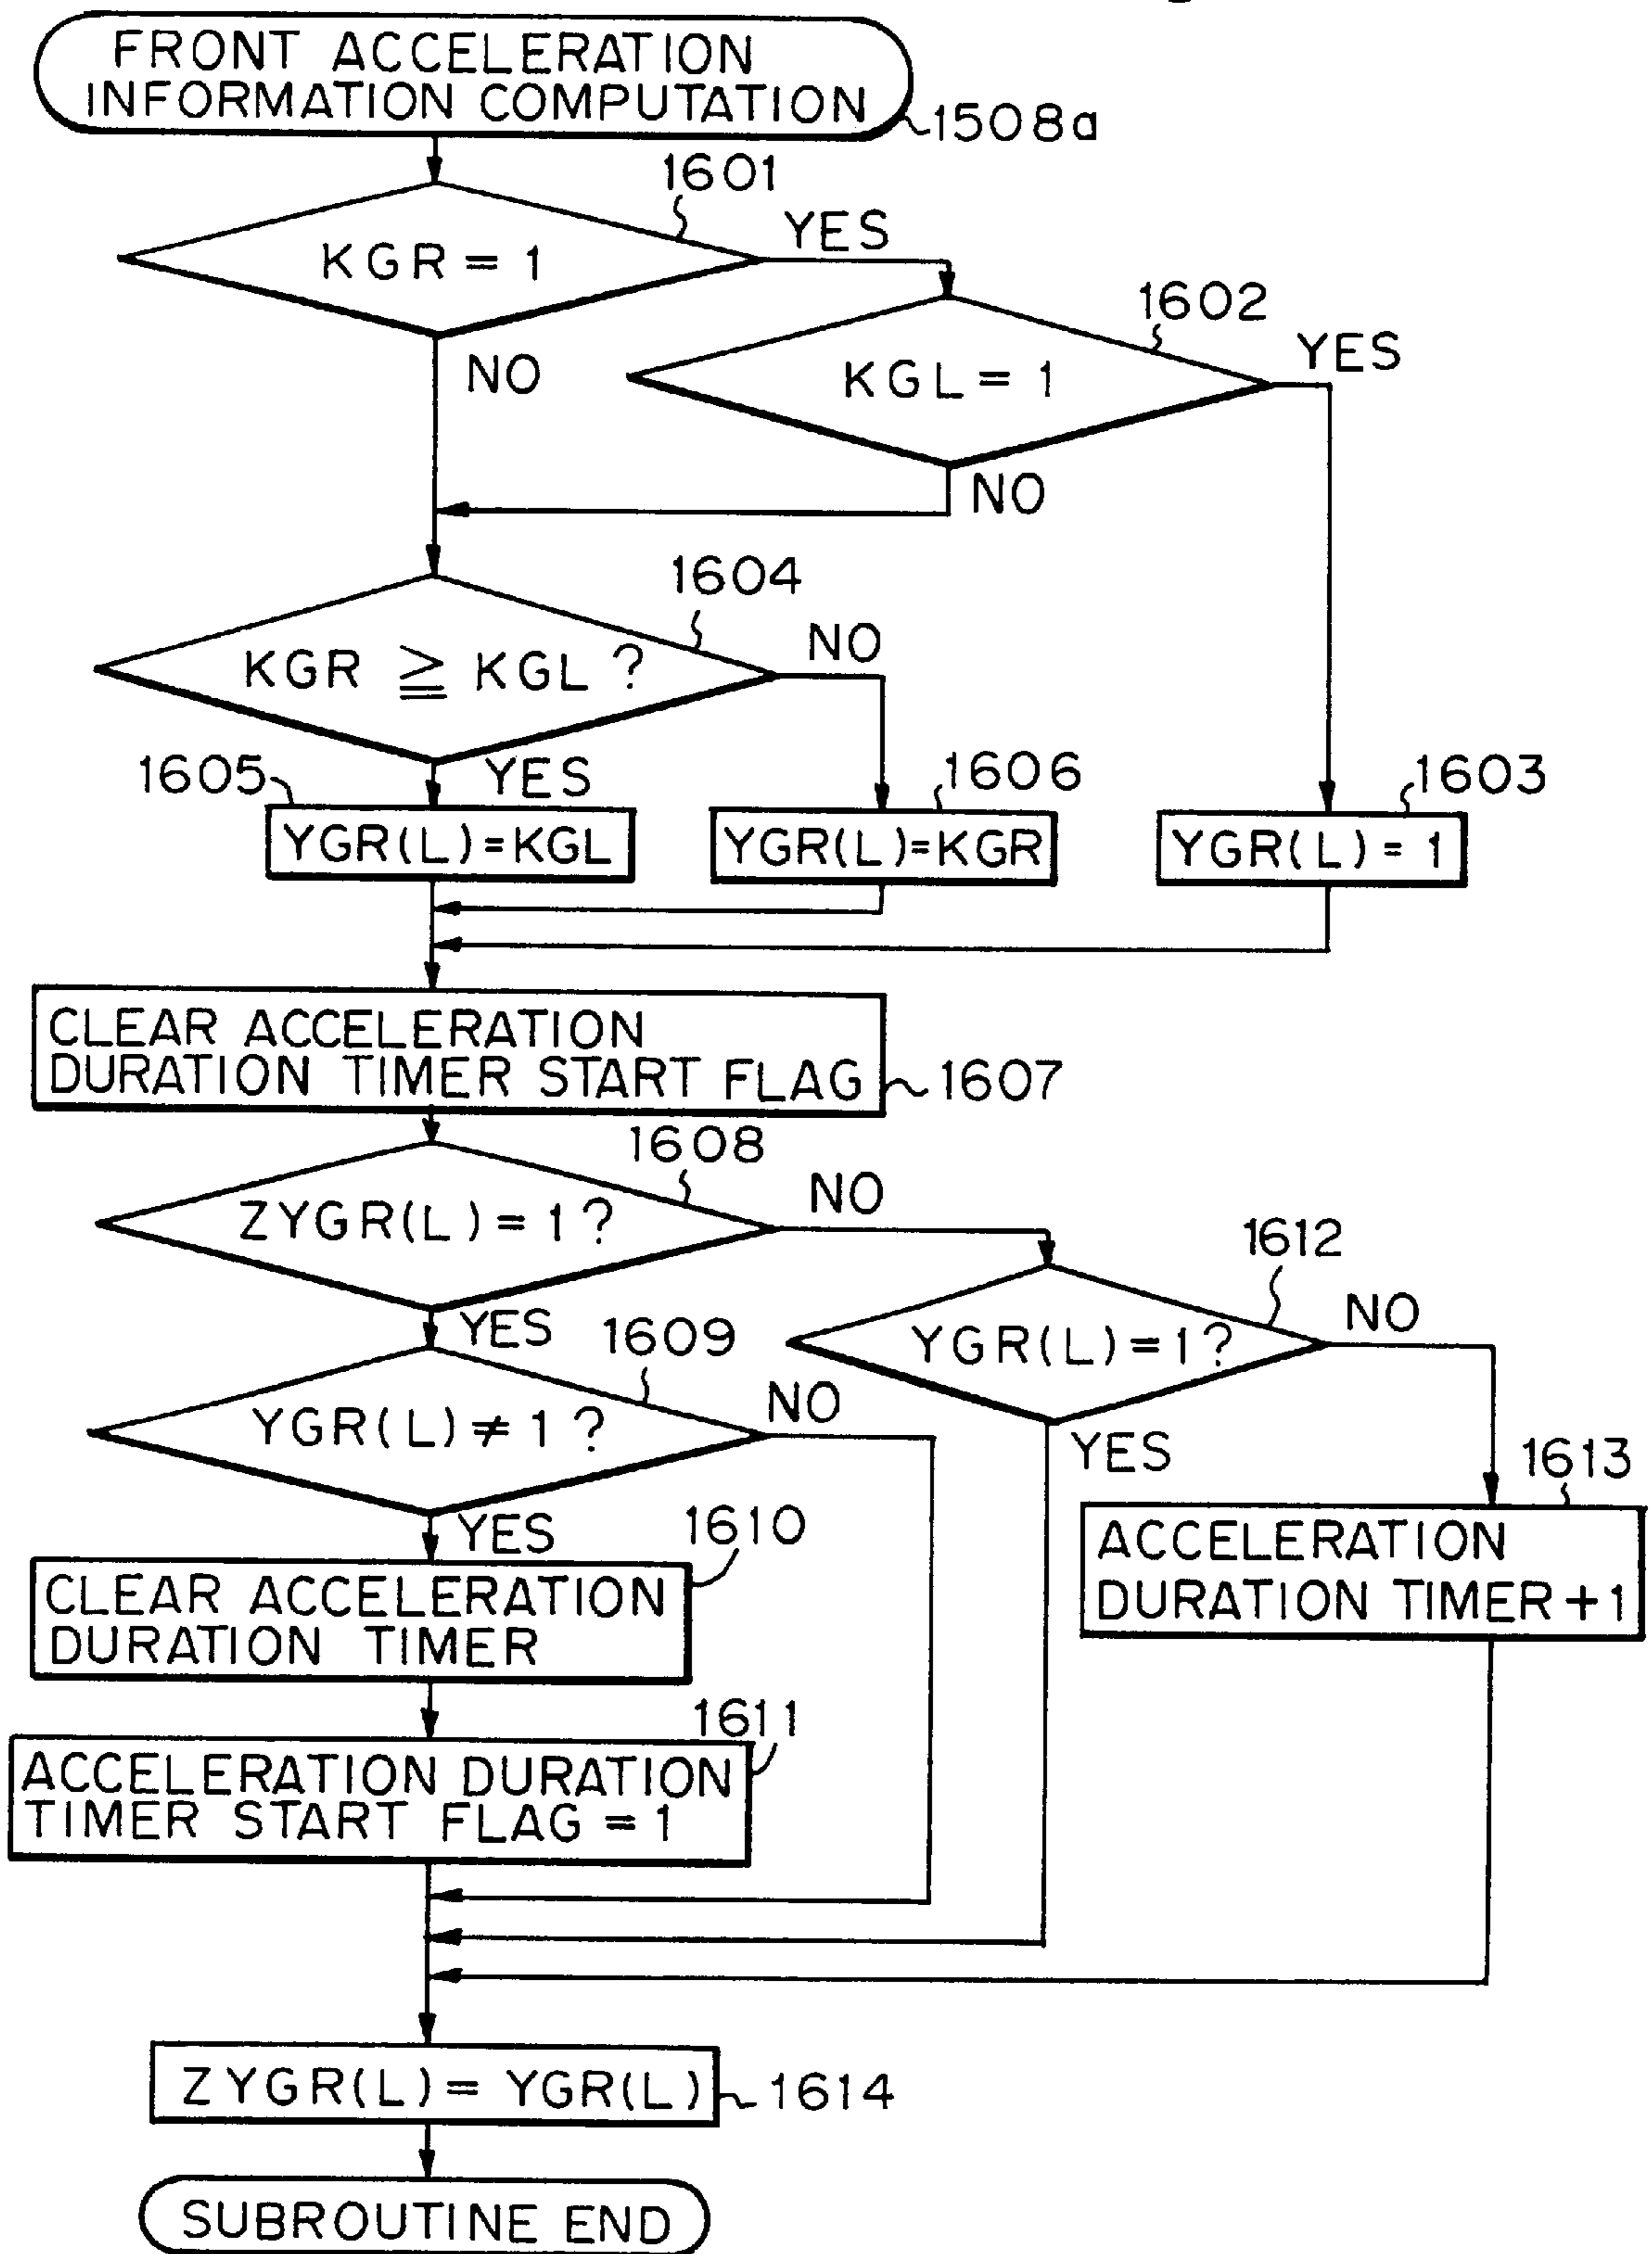 FRONT ACCELERATION
INFORMATION COMPUTATION
1508a
1601
KGR = 1
YES
1602
NO
KGL = 1
YES
NO
1604
KGR ≧ KGL ?
NO
1605
YES
1606
1603
YGR(L)=KGL
YGR(L)=KGR
YGR(L) = 1
CLEAR ACCELERATION
DURATION TIMER START FLAG
1607
1608
ZYGR(L) = 1 ?
NO
1612
YES
1609
YGR(L) = 1 ?
NO
YGR(L) ≠ 1 ?
NO
YES
1613
YES
1610
ACCELERATION
DURATION TIMER +1
CLEAR ACCELERATION
DURATION TIMER
1611
ACCELERATION DURATION
TIMER START FLAG = 1
ZYGR(L) = YGR(L)
1614
SUBROUTINE END